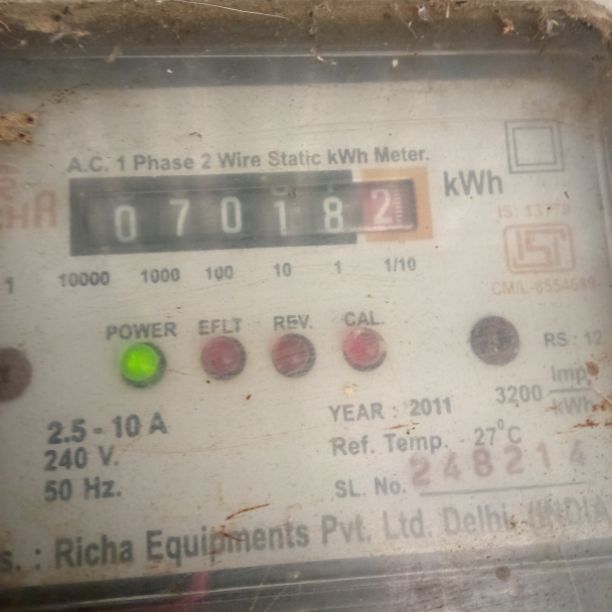 A.C. 1 Phase 2 Wire Static kWh Meter.
0 7 0 1 8 2 kWh
1 10000 1000 100 10 1 1/10
POWER EFLT REV. CAL.
RS : 12
2.5 - 10 A
240 V.
50 Hz.
YEAR : 2011
3200 Imp/kWh
Ref. Temp. - 27°C
SL. No. 248214
s. : Richa Equipments Pvt. Ltd. Delhi. (INDIA